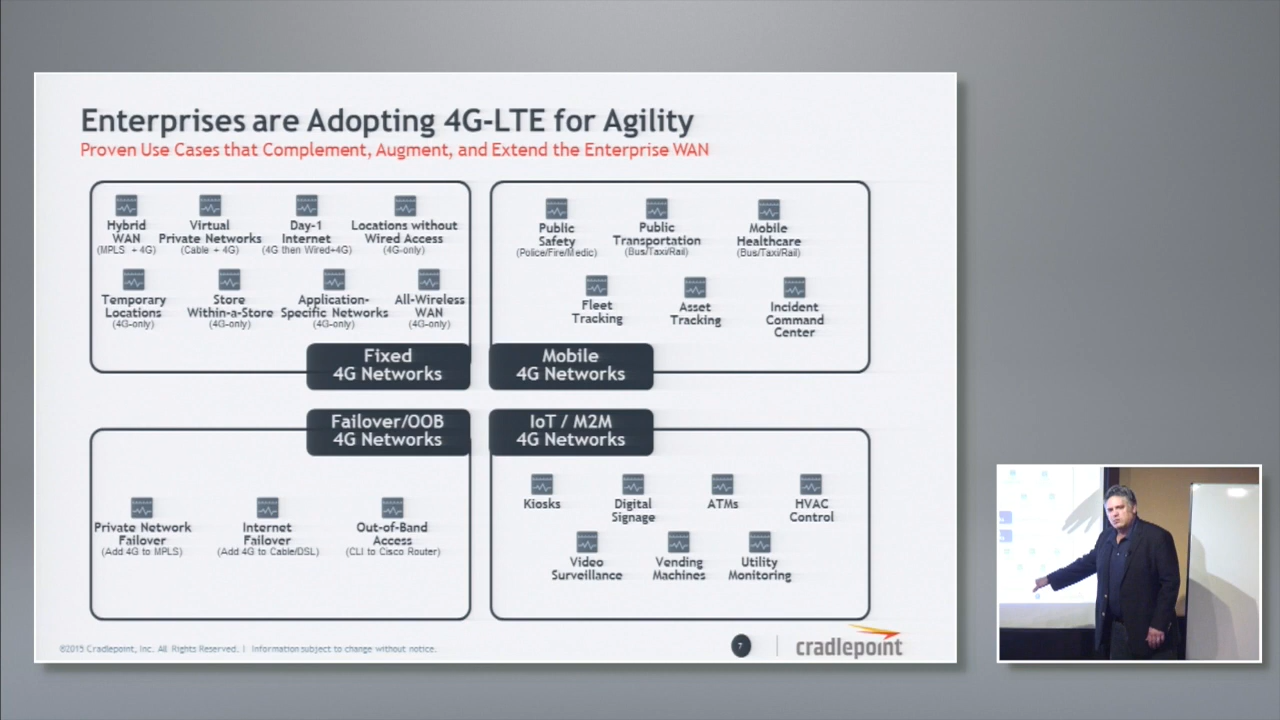 Enterprises are Adopting 4G-LTE for Agility
Proven Use Cases that Complement, Augment, and Extend the Enterprise WAN
Hybrid
WAN
(MPLS + 4G)
Virtual
Private Networks
(Cable + 4G)
Day-1
Internet
(4G then Wired+4G)
Locations without
Wired Access
(4G-only)
Temporary
Locations
(4G-only)
Store
Within-a-Store
(4G-only)
Application-
Specific Networks
(4G-only)
All-Wireless
WAN
(4G-only)
Fixed
4G Networks
Public
Safety
(Police/Fire/Medic)
Public
Transportation
(Bus/Taxi/Rail)
Mobile
Healthcare
(Bus/Taxi/Rail)
Fleet
Tracking
Asset
Tracking
Incident
Command
Center
Mobile
4G Networks
Failover/OOB
4G Networks
Private Network
Failover
(Add 4G to MPLS)
Internet
Failover
(Add 4G to Cable/DSL)
Out-of-Band
Access
(CLI to Cisco Router)
IoT / M2M
4G Networks
Kiosks
Digital
Signage
ATMs
HVAC
Control
Video
Surveillance
Vending
Machines
Utility
Monitoring
©2015 Cradlepoint, Inc. All Rights Reserved. | Information subject to change without notice.
7
cradlepoint